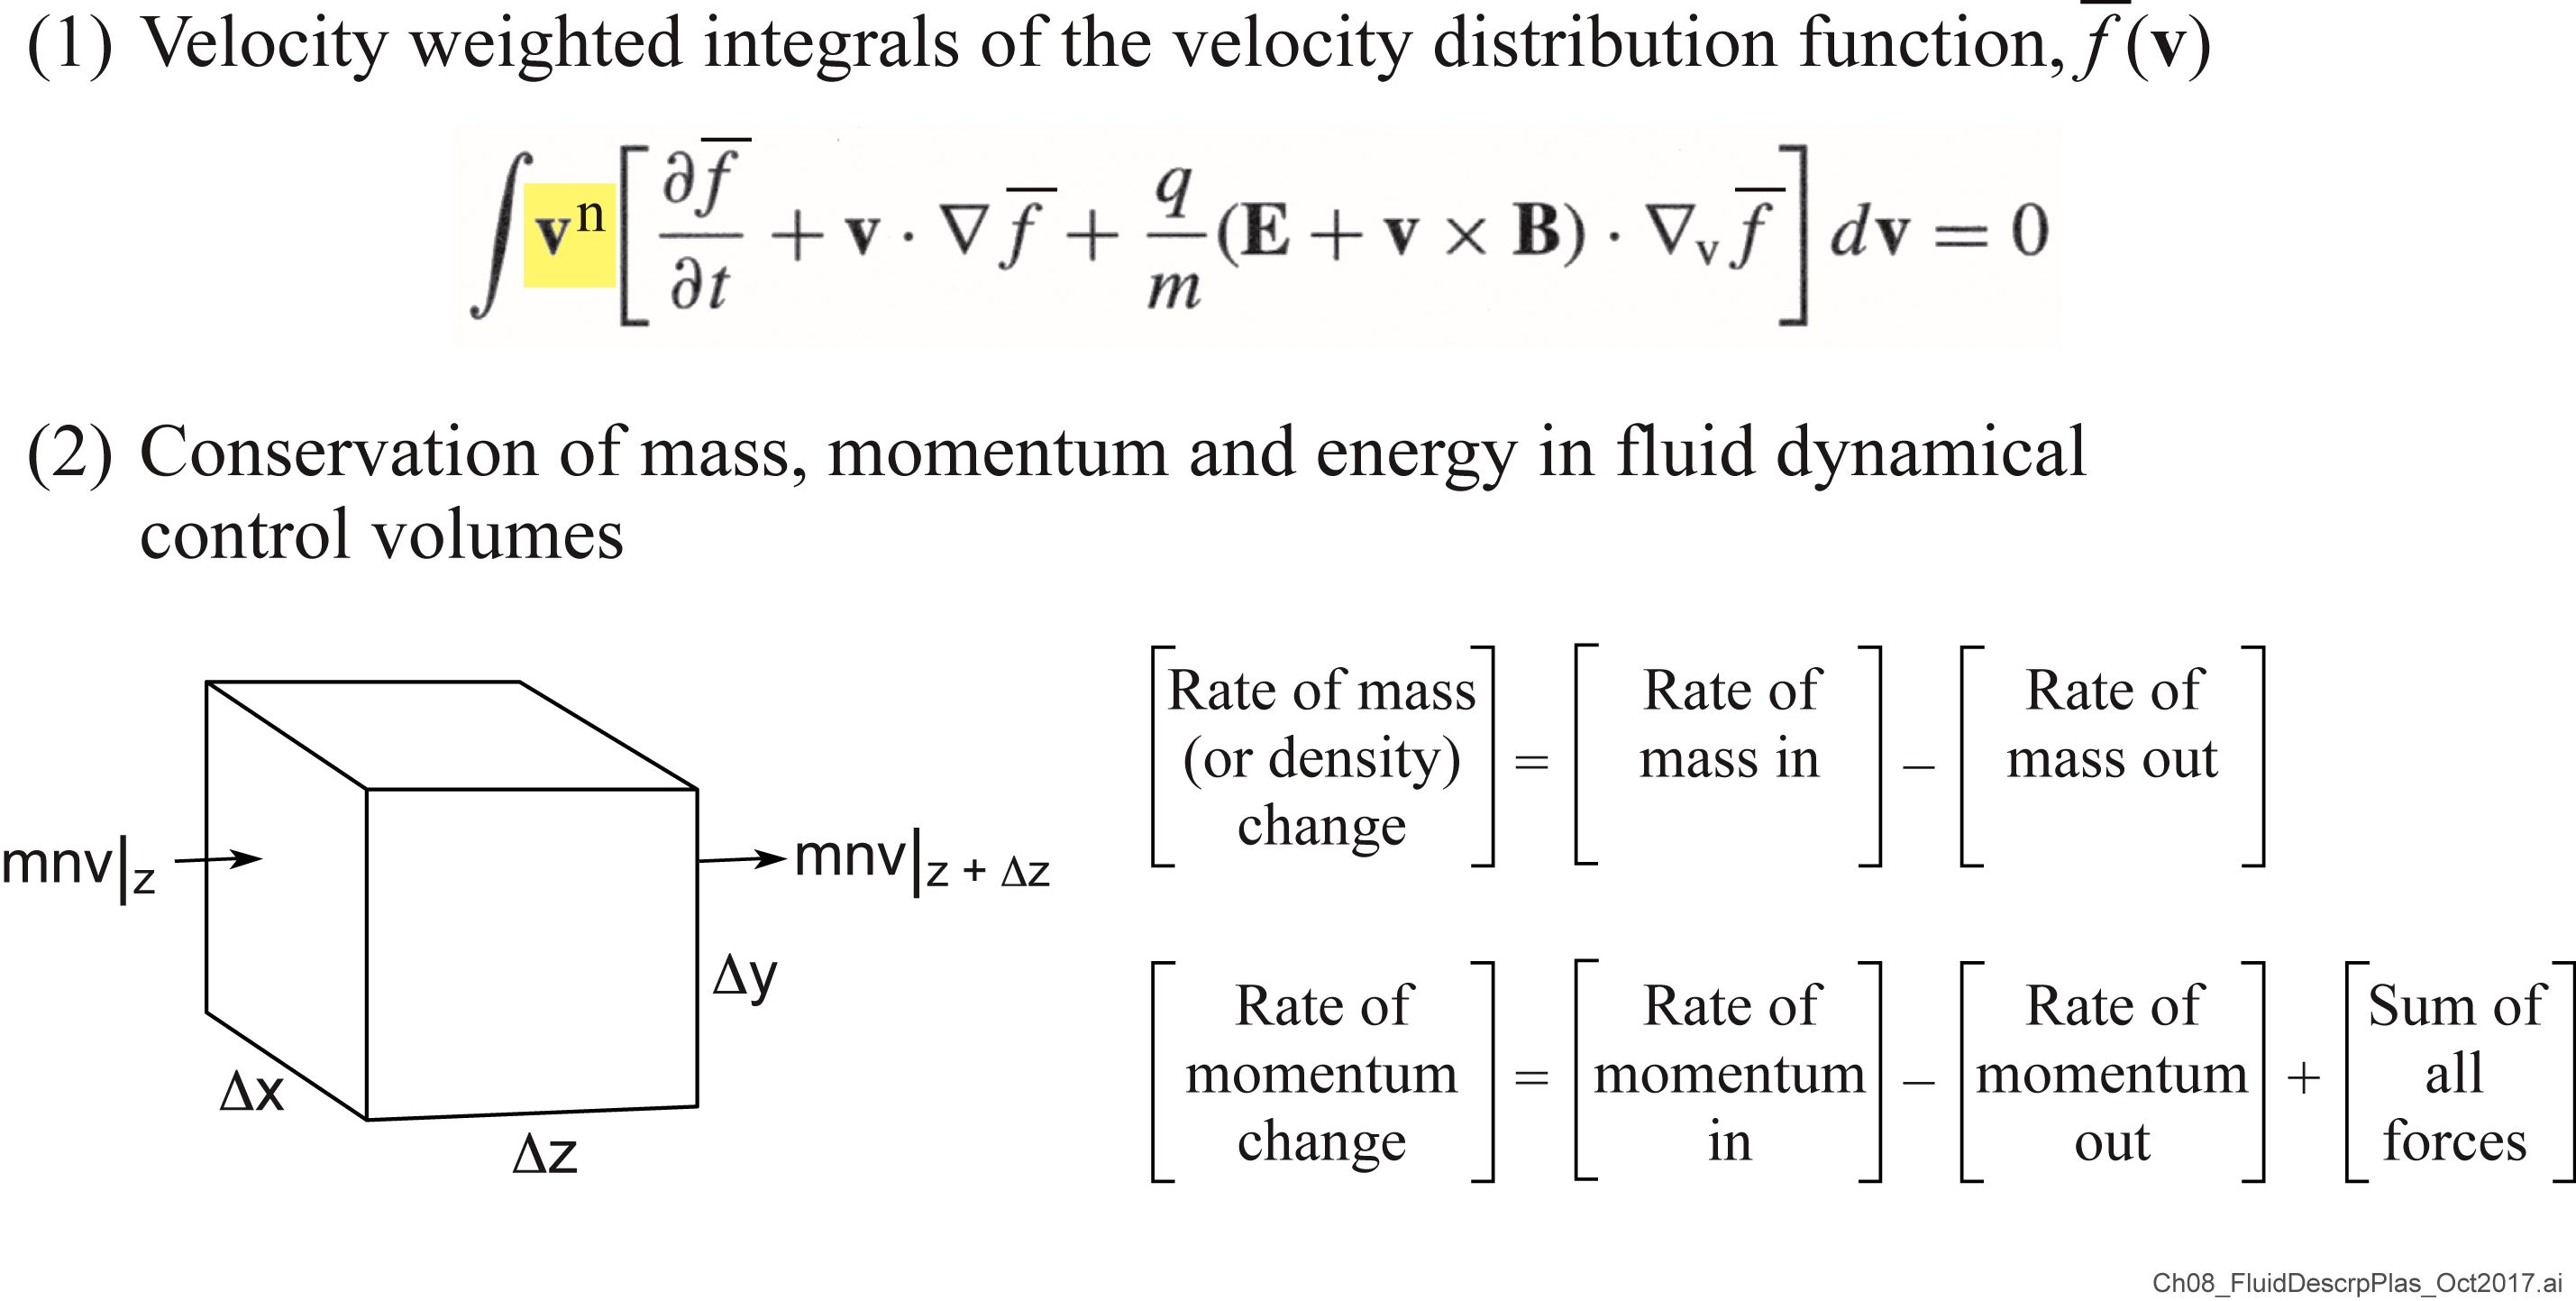 (1) Velocity weighted integrals of the velocity distribution function, f̅(v)
∫ vⁿ [ ∂f̅/∂t + v · ∇f̅ + q/m (E + v × B) · ∇ᵥf̅ ] dv = 0
(2) Conservation of mass, momentum and energy in fluid dynamical
control volumes
mnv|z
mnv|z + Δz
Δy
Δx
Δz
[Rate of mass (or density) change] = [Rate of mass in] – [Rate of mass out]
[Rate of momentum change] = [Rate of momentum in] – [Rate of momentum out] + [Sum of all forces]
Ch08_FluidDescrpPlas_Oct2017.ai